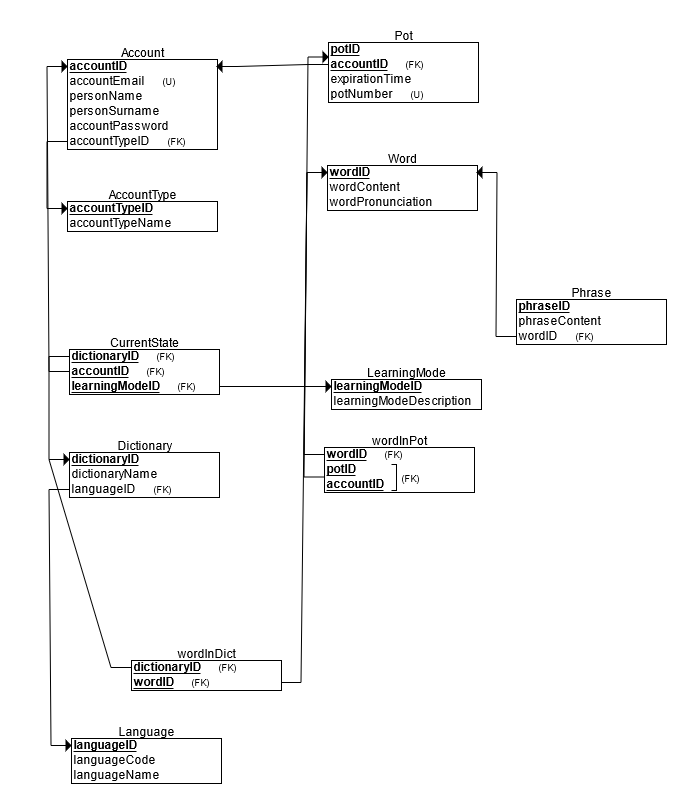 Account
accountID
accountEmail (U)
personName
personSurname
accountPassword
accountTypeID (FK)
Pot
potID
accountID (FK)
expirationTime
potNumber (U)
Word
wordID
wordContent
wordPronunciation
AccountType
accountTypeID
accountTypeName
Phrase
phraseID
phraseContent
wordID (FK)
CurrentState
dictionaryID (FK)
accountID (FK)
learningModeID (FK)
LearningMode
learningModeID
learningModeDescription
Dictionary
dictionaryID
dictionaryName
languageID (FK)
wordInPot
wordID (FK)
potID
accountID (FK)
wordInDict
dictionaryID (FK)
wordID (FK)
Language
languageID
languageCode
languageName